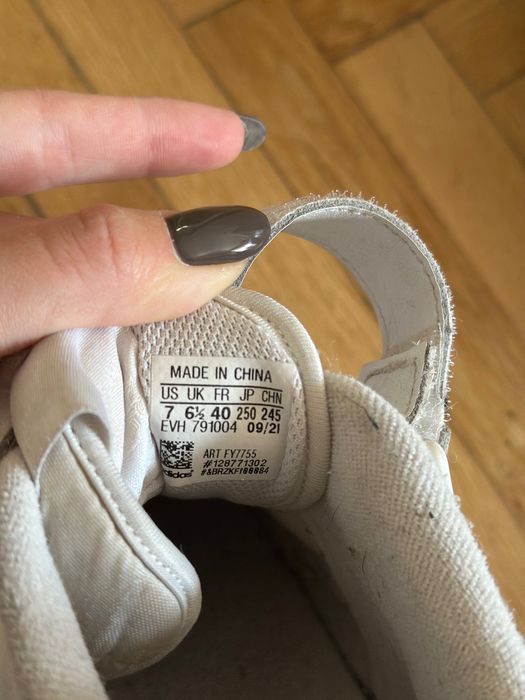 MADE IN CHINA
US UK FR JP CHN
7 6½ 40 250 245
EVH 791004 09/21
ART FY7755
#128771302
#&BRZKF100084
adidas